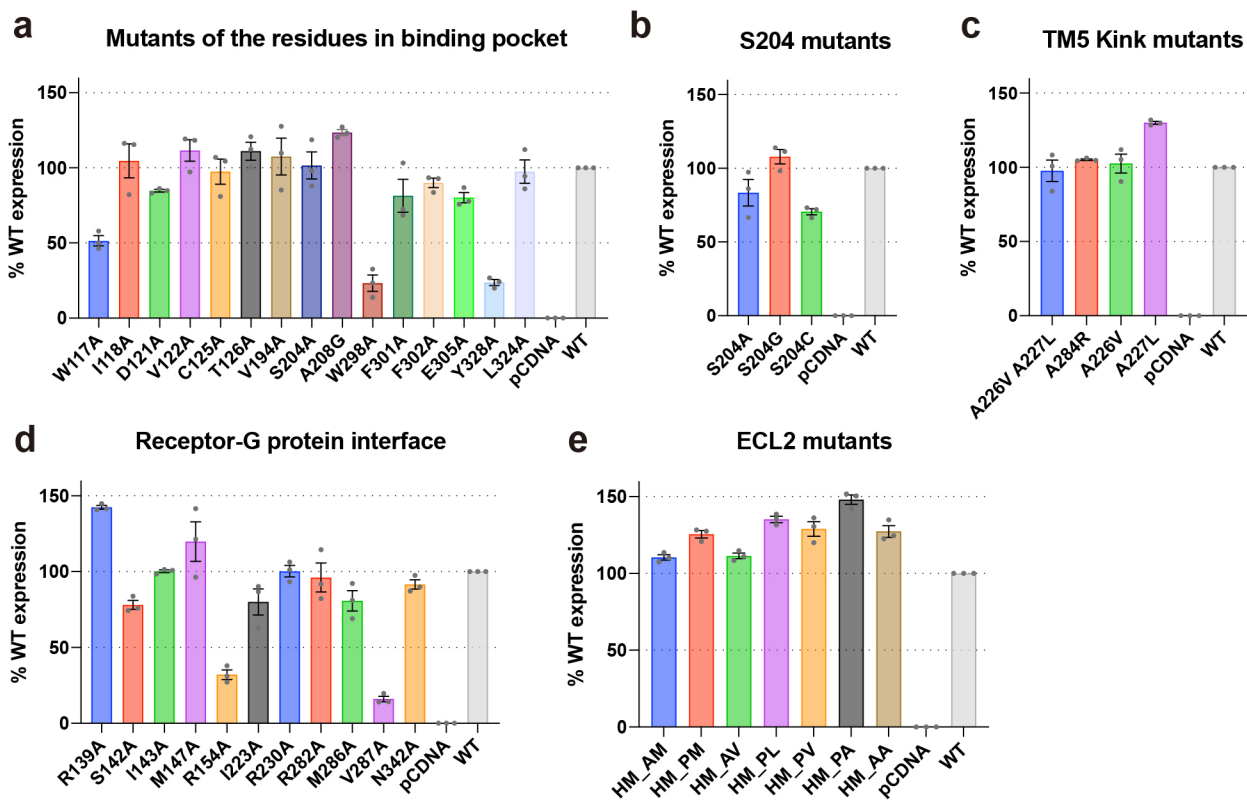 a
Mutants of the residues in binding pocket
% WT expression
150
100
50
0
W117A
I118A
D121A
V122A
C125A
T126A
V194A
S204A
A208G
W298A
F301A
F302A
E305A
Y328A
L324A
pCDNA
WT
b
S204 mutants
% WT expression
150
100
50
0
S204A
S204G
S204C
pCDNA
WT
c
TM5 Kink mutants
% WT expression
150
100
50
0
A226V A227L
A284R
A226V
A227L
pCDNA
WT
d
Receptor-G protein interface
% WT expression
150
100
50
0
R139A
S142A
I143A
M147A
R154A
I223A
R230A
R282A
M286A
V287A
N342A
pCDNA
WT
e
ECL2 mutants
% WT expression
150
100
50
0
HM_AM
HM_PM
HM_AV
HM_PL
HM_PV
HM_PA
HM_AA
pCDNA
WT